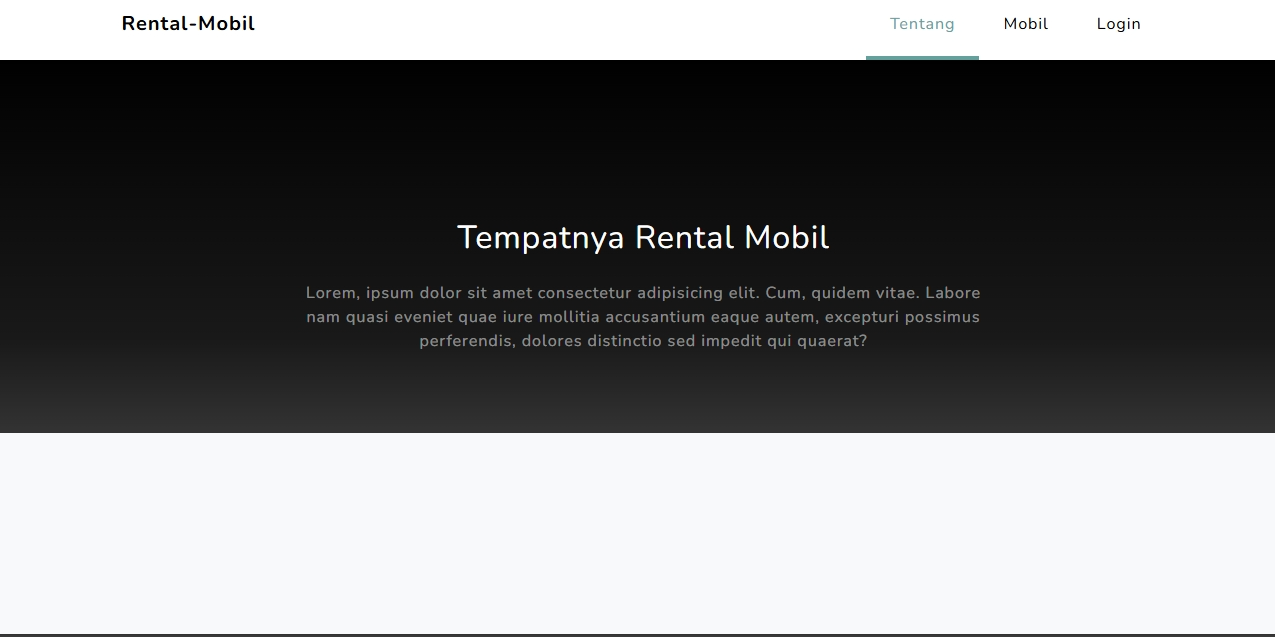 Rental-Mobil
Tentang
Mobil
Login
Tempatnya Rental Mobil
Lorem, ipsum dolor sit amet consectetur adipisicing elit. Cum, quidem vitae. Labore
nam quasi eveniet quae iure mollitia accusantium eaque autem, excepturi possimus
perferendis, dolores distinctio sed impedit qui quaerat?